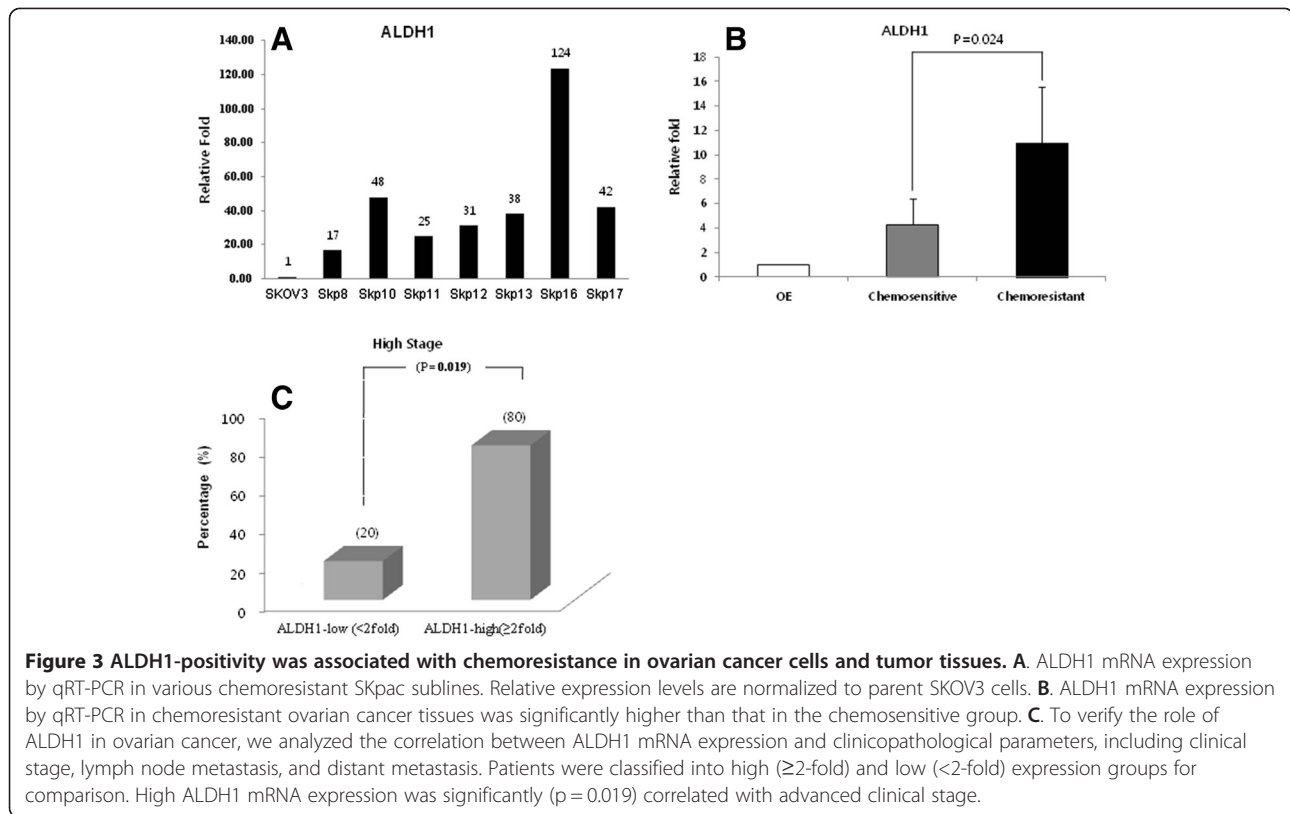 A
ALDH1
Relative Fold
140.00
120.00
100.00
80.00
60.00
40.00
20.00
0.00
1
17
48
25
31
38
124
42
SKOV3 Skp8 Skp10 Skp11 Skp12 Skp13 Skp16 Skp17
B
ALDH1
P=0.024
Relative fold
18
16
14
12
10
8
6
4
2
0
OE Chemosensitive Chemoresistant
High Stage
(P=0.019)
C
Percentage (%)
100
80
60
40
20
0
(20)
(80)
ALDH1-low (<2fold) ALDH1-high(≥2fold)
Figure 3 ALDH1-positivity was associated with chemoresistance in ovarian cancer cells and tumor tissues. A. ALDH1 mRNA expression
by qRT-PCR in various chemoresistant SKpac sublines. Relative expression levels are normalized to parent SKOV3 cells. B. ALDH1 mRNA expression
by qRT-PCR in chemoresistant ovarian cancer tissues was significantly higher than that in the chemosensitive group. C. To verify the role of
ALDH1 in ovarian cancer, we analyzed the correlation between ALDH1 mRNA expression and clinicopathological parameters, including clinical
stage, lymph node metastasis, and distant metastasis. Patients were classified into high (≥2-fold) and low (<2-fold) expression groups for
comparison. High ALDH1 mRNA expression was significantly (p = 0.019) correlated with advanced clinical stage.